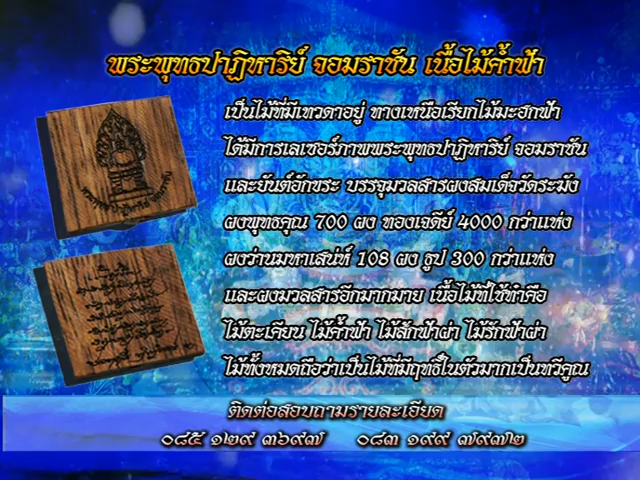 พระพุทธปาฏิหาริย์ จอมราชัน เนื้อไม้ค้ำฟ้า
เป็นไม้ที่มีเทวดาอยู่ ทางเหนือเรียกไม้มะฮกฟ้า
ได้มีการเลเซอร์ภาพพระพุทธปาฏิหาริย์ จอมราชัน
และยันต์อักขระ บรรจุมวลสารผงสมเด็จวัดระฆัง
ผงพุทธคุณ 700 ผง ทองเจดีย์ 4000 กว่าแห่ง
ผงว่านมหาเสน่ห์ 108 ผง ธูป 300 กว่าแห่ง
และผงมวลสารอีกมากมาย เนื้อไม้ที่ใช้ทำคือ
ไม้ตะเคียน ไม้ค้ำฟ้า ไม้สักฟ้าผ่า ไม้รักฟ้าผ่า
ไม้ทั้งหมดถือว่าเป็นไม้ที่มีฤทธิ์ในตัวมากเป็นทวีคูณ
ติดต่อสอบถามรายละเอียด
๐๘๕ ๑๒๙ ๓๖๙๗ ๐๘๓ ๑๙๙ ๗๙๗๒